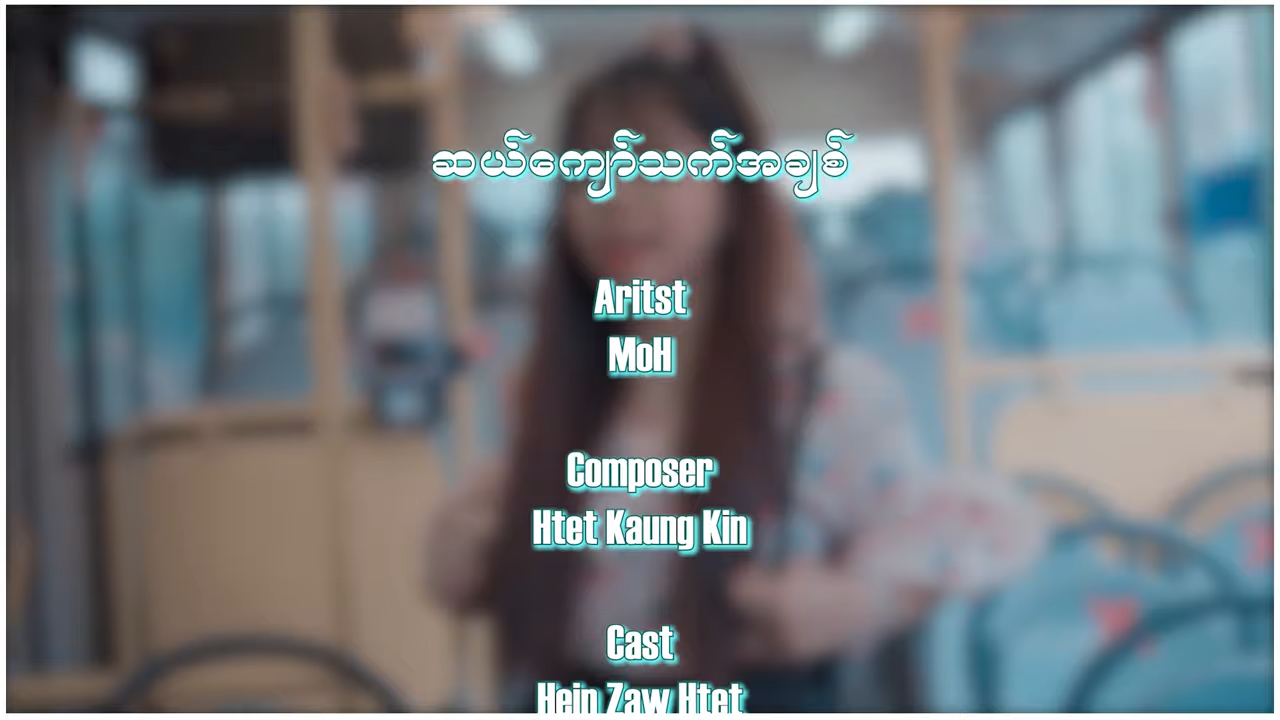 ဆယ်ကျော်သက်အချစ်
Aritst
MoH
Composer
Htet Kaung Kin
Cast
Hein Zaw Htet